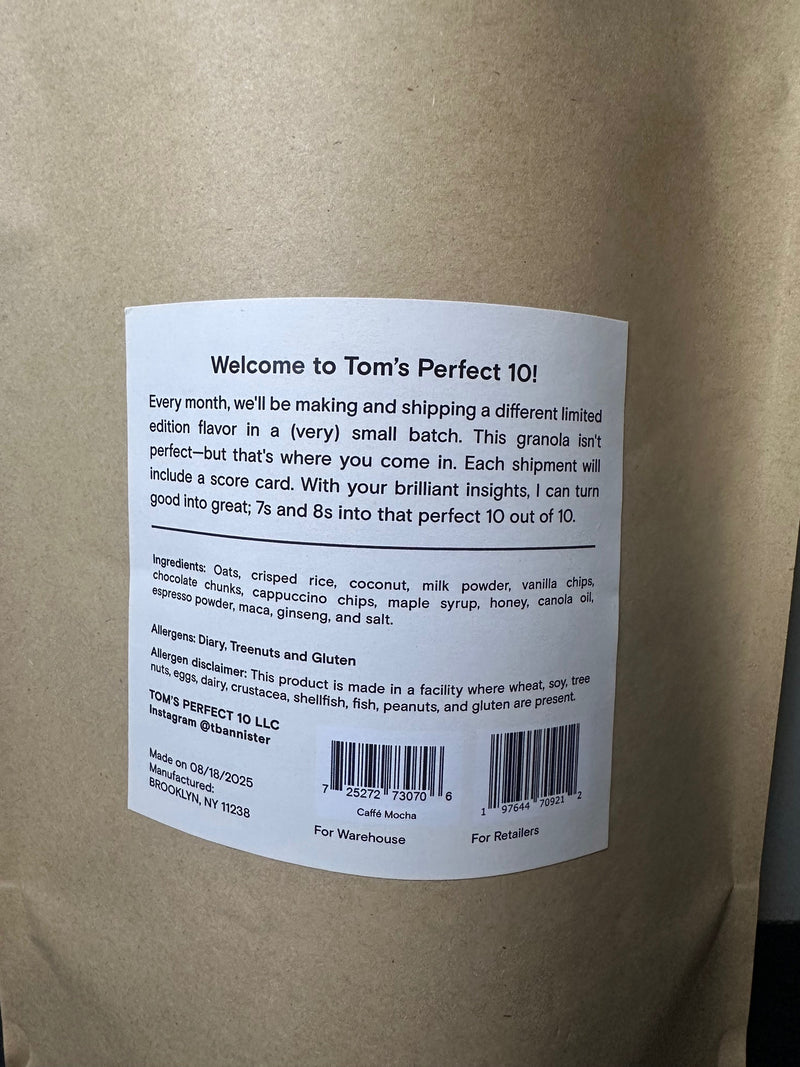 Welcome to Tom's Perfect 10!
Every month, we'll be making and shipping a different limited
edition flavor in a (very) small batch. This granola isn't
perfect—but that's where you come in. Each shipment will
include a score card. With your brilliant insights, I can turn
good into great; 7s and 8s into that perfect 10 out of 10.
Ingredients: Oats, crisped rice, coconut, milk powder, vanilla chips,
chocolate chunks, cappuccino chips, maple syrup, honey, canola oil,
espresso powder, maca, ginseng, and salt.
Allergens: Diary, Treenuts and Gluten
Allergen disclaimer: This product is made in a facility where wheat, soy, tree
nuts, eggs, dairy, crustacea, shellfish, fish, peanuts, and gluten are present.
TOM'S PERFECT 10 LLC
Instagram @tbannister
Made on 08/18/2025
Manufactured:
BROOKLYN, NY 11238
7 25272 73070 6
Caffé Mocha
For Warehouse
1 97644 70921 2
For Retailers